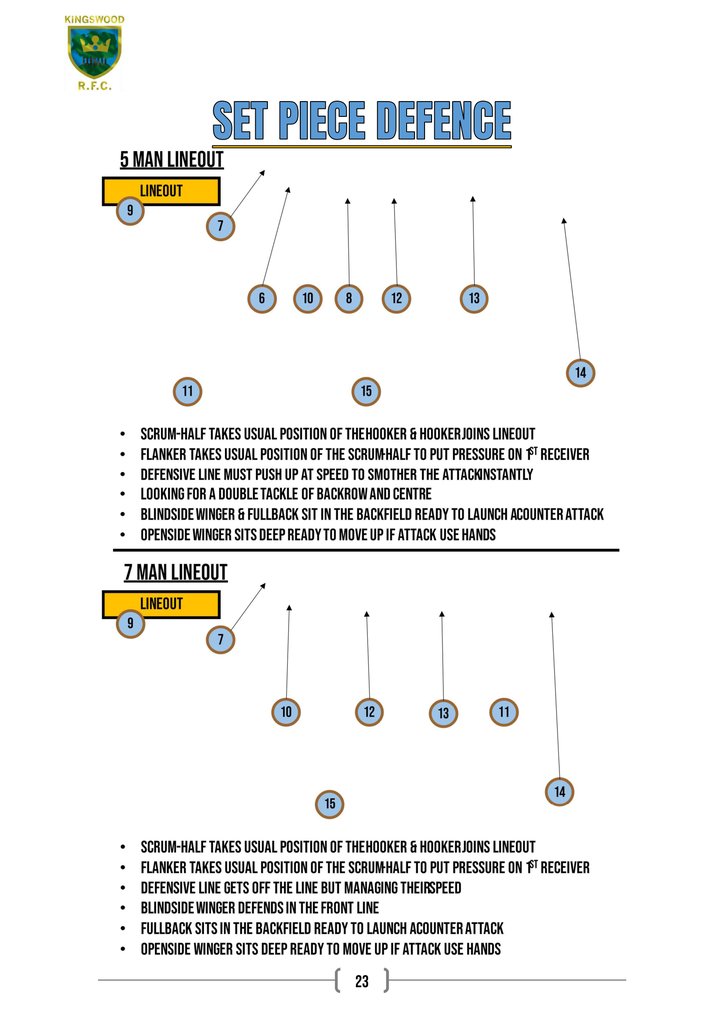 KINGSWOOD
R.F.C.
SET PIECE DEFENCE
5 MAN LINEOUT
LINEOUT
9
7
6 10 8 12 13
14
11 15
• SCRUM-HALF TAKES USUAL POSITION OF THE HOOKER & HOOKER JOINS LINEOUT
• FLANKER TAKES USUAL POSITION OF THE SCRUM-HALF TO PUT PRESSURE ON 1ST RECEIVER
• DEFENSIVE LINE MUST PUSH UP AT SPEED TO SMOTHER THE ATTACK INSTANTLY
• LOOKING FOR A DOUBLE TACKLE OF BACKROW AND CENTRE
• BLINDSIDE WINGER & FULLBACK SIT IN THE BACKFIELD READY TO LAUNCH A COUNTER ATTACK
• OPENSIDE WINGER SITS DEEP READY TO MOVE UP IF ATTACK USE HANDS
7 MAN LINEOUT
LINEOUT
9
7
10 12 13 11
14
15
• SCRUM-HALF TAKES USUAL POSITION OF THE HOOKER & HOOKER JOINS LINEOUT
• FLANKER TAKES USUAL POSITION OF THE SCRUM-HALF TO PUT PRESSURE ON 1ST RECEIVER
• DEFENSIVE LINE GETS OFF THE LINE BUT MANAGING THEIR SPEED
• BLINDSIDE WINGER DEFENDS IN THE FRONT LINE
• FULLBACK SITS IN THE BACKFIELD READY TO LAUNCH A COUNTER ATTACK
• OPENSIDE WINGER SITS DEEP READY TO MOVE UP IF ATTACK USE HANDS
23